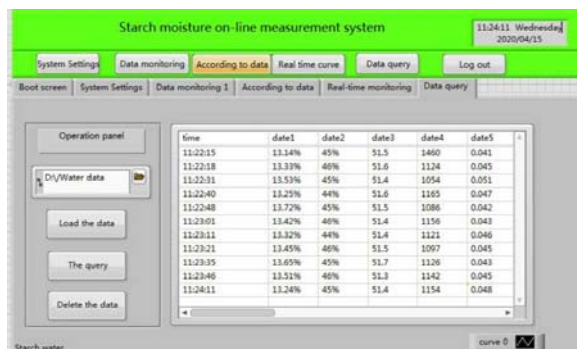 Starch moisture on-line measurement system
11:24:11 Wednesday
2020/04/15
System Settings Data monitoring According to data Real time curve Data query Log out
Boot screen System Settings Data monitoring 1 According to data Real-time monitoring Data query
Operation panel
D:\/Water data
Load the data
The query
Delete the data
time date1 date2 date3 date4 date5
11:22:15 13.14% 45% 51.5 1460 0.041
11:22:18 13.33% 46% 51.6 1124 0.045
11:22:31 13.53% 45% 51.4 1054 0.051
11:22:40 13.25% 44% 51.6 1165 0.047
11:22:48 13.72% 45% 51.5 1086 0.042
11:23:01 13.42% 46% 51.4 1156 0.043
11:23:11 13.32% 44% 51.4 1121 0.046
11:23:21 13.45% 46% 51.5 1097 0.045
11:23:35 13.65% 45% 51.7 1126 0.043
11:23:46 13.51% 46% 51.3 1142 0.045
11:24:11 13.24% 45% 51.4 1154 0.048
Starch water
curve 0